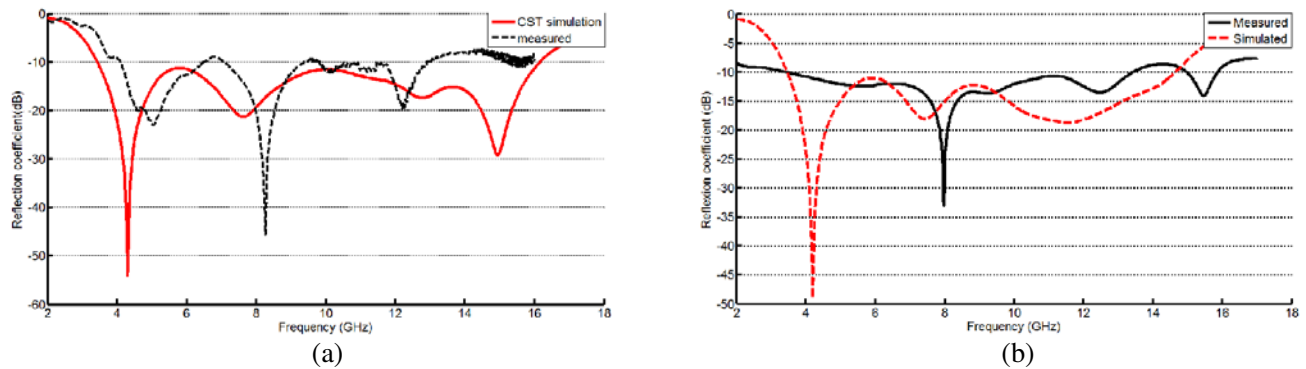 CST simulation
measured
0
-10
-20
-30
-40
-50
-60
Reflection coefficient(dB)
2 4 6 8 10 12 14 16 18
Frequency (GHz)
(a)
Measured
Simulated
0
-5
-10
-15
-20
-25
-30
-35
-40
-45
-50
Reflexion coefficient (dB)
2 4 6 8 10 12 14 16 18
Frequency (GHz)
(b)